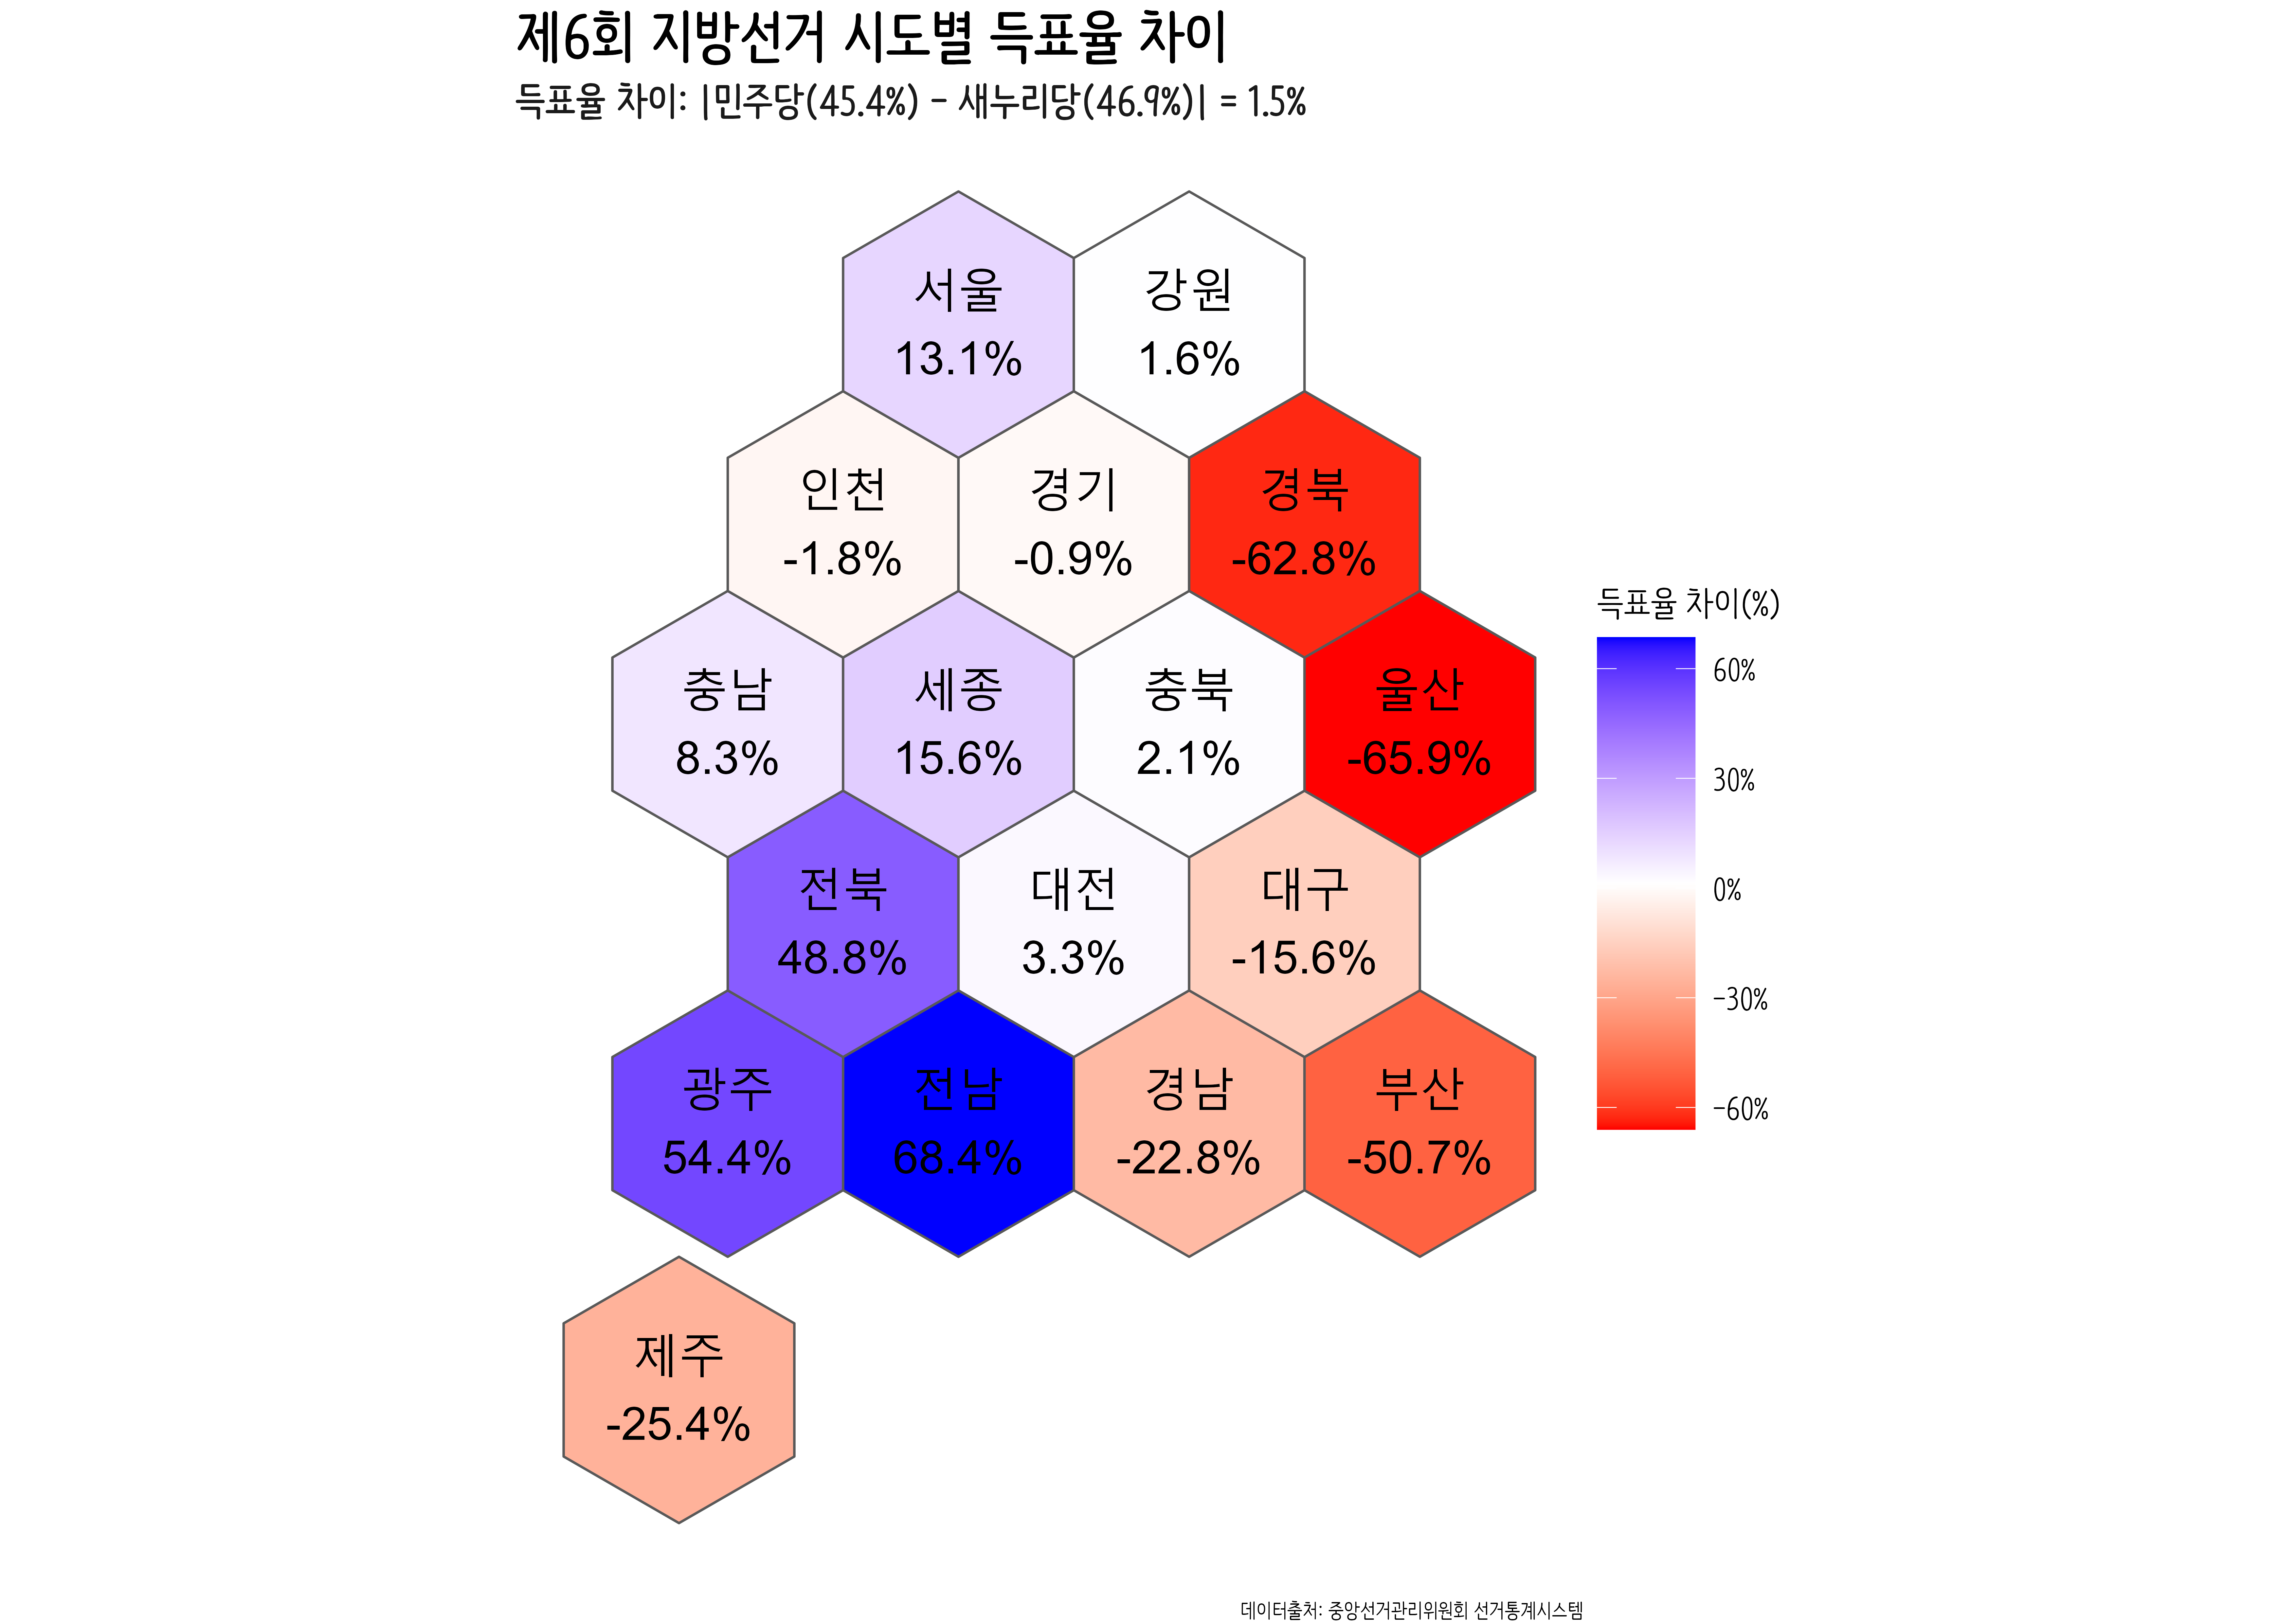 제6회 지방선거 시도별 득표율 차이
득표율 차이: |민주당(45.4%) - 새누리당(46.9%)| = 1.5%
서울
13.1%
강원
1.6%
인천
-1.8%
경기
-0.9%
경북
-62.8%
충남
8.3%
세종
15.6%
충북
2.1%
울산
-65.9%
전북
48.8%
대전
3.3%
대구
-15.6%
광주
54.4%
전남
68.4%
경남
-22.8%
부산
-50.7%
제주
-25.4%
득표율 차이(%)
60%
30%
0%
-30%
-60%
데이터출처: 중앙선거관리위원회 선거통계시스템